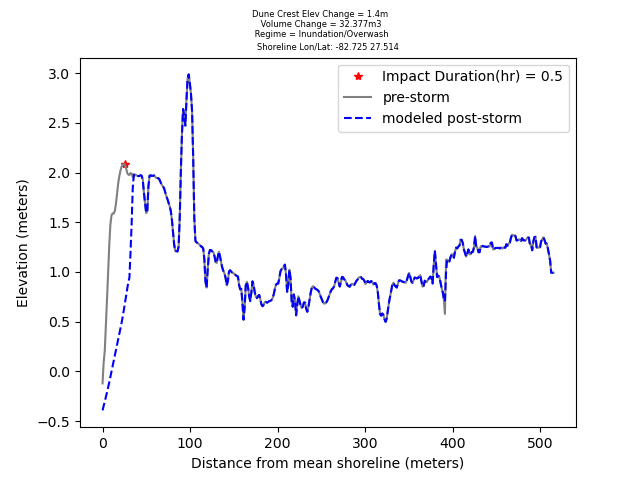 Dune Crest Elev Change = 1.4m
Volume Change = 32.377m3
Regime = Inundation/Overwash
Shoreline Lon/Lat: -82.725 27.514
Impact Duration(hr) = 0.5
pre-storm
modeled post-storm
3.0
2.5
2.0
1.5
1.0
0.5
0.0
−0.5
Elevation (meters)
0 100 200 300 400 500
Distance from mean shoreline (meters)